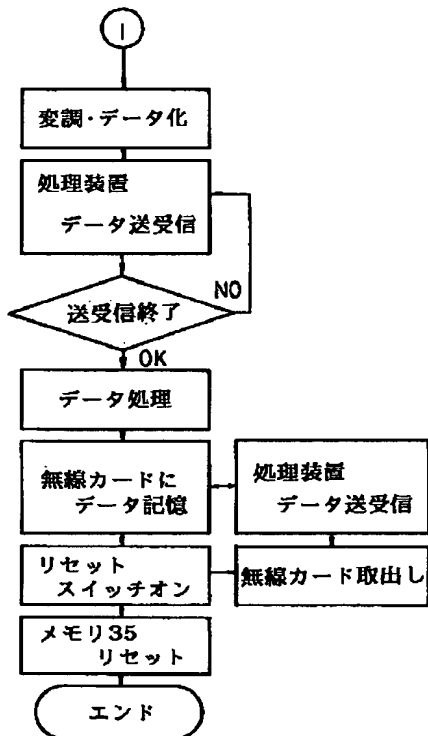 1
変調・データ化
処理装置
データ送受信
NO
送受信終了
OK
データ処理
無線カードに
データ記憶
処理装置
データ送受信
リセット
スイッチオン
無線カード取出し
メモリ35
リセット
エンド